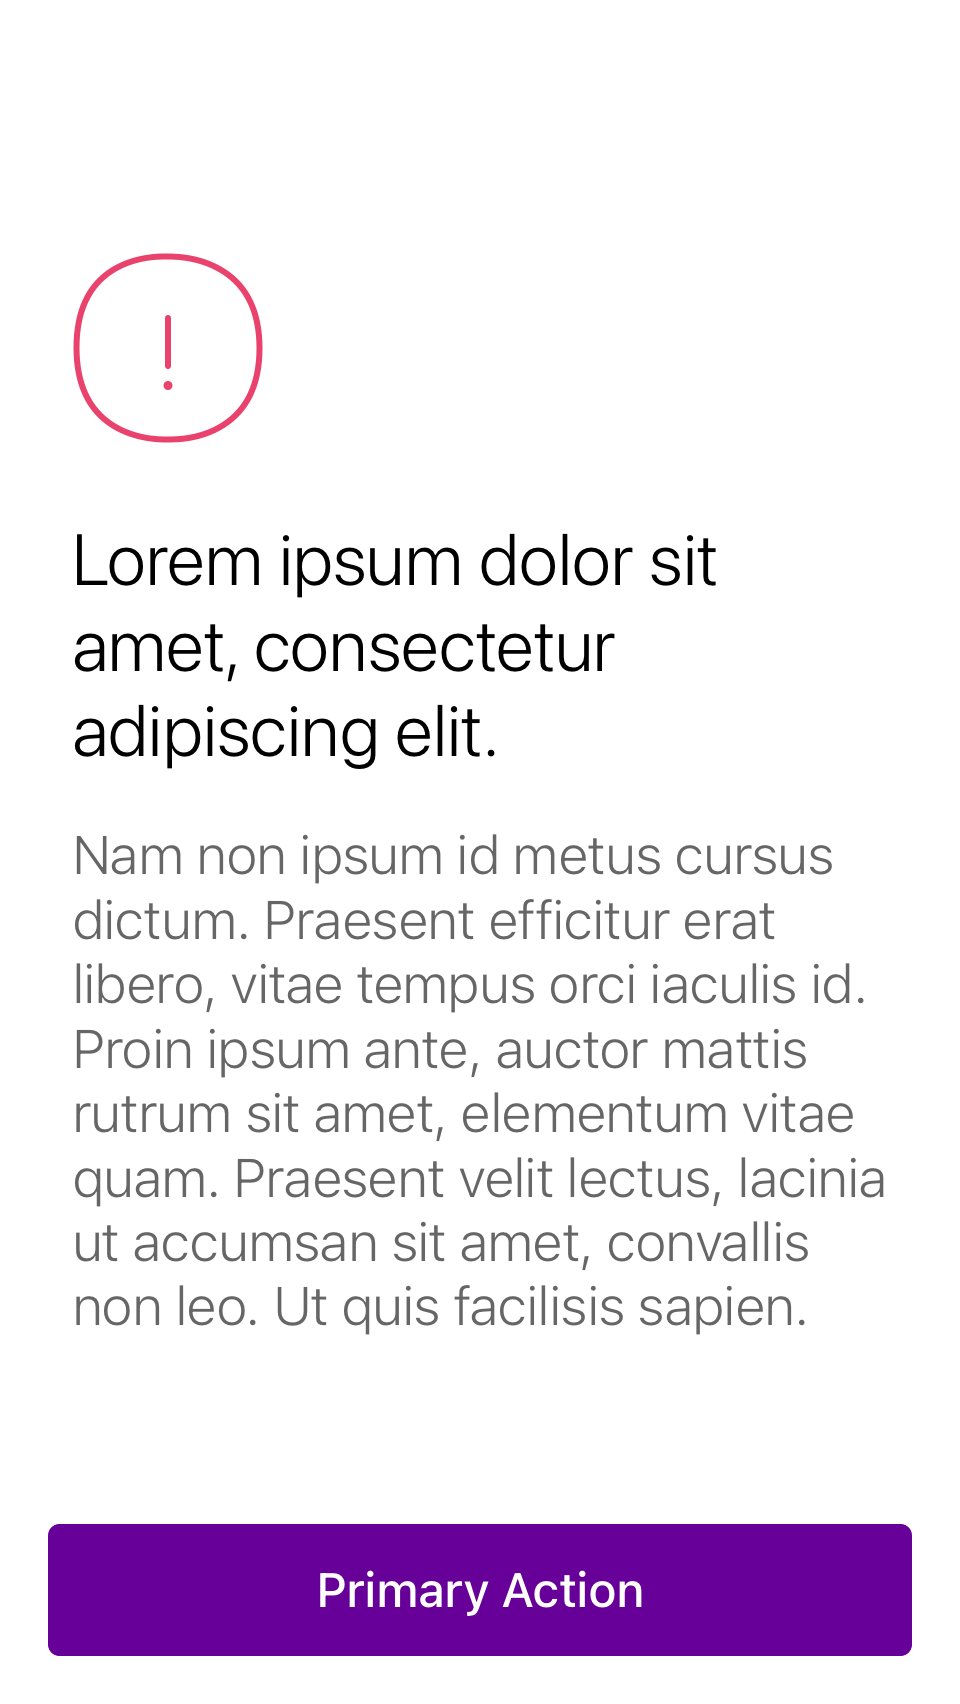 Lorem ipsum dolor sit
amet, consectetur
adipiscing elit.
Nam non ipsum id metus cursus
dictum. Praesent efficitur erat
libero, vitae tempus orci iaculis id.
Proin ipsum ante, auctor mattis
rutrum sit amet, elementum vitae
quam. Praesent velit lectus, lacinia
ut accumsan sit amet, convallis
non leo. Ut quis facilisis sapien.
Primary Action